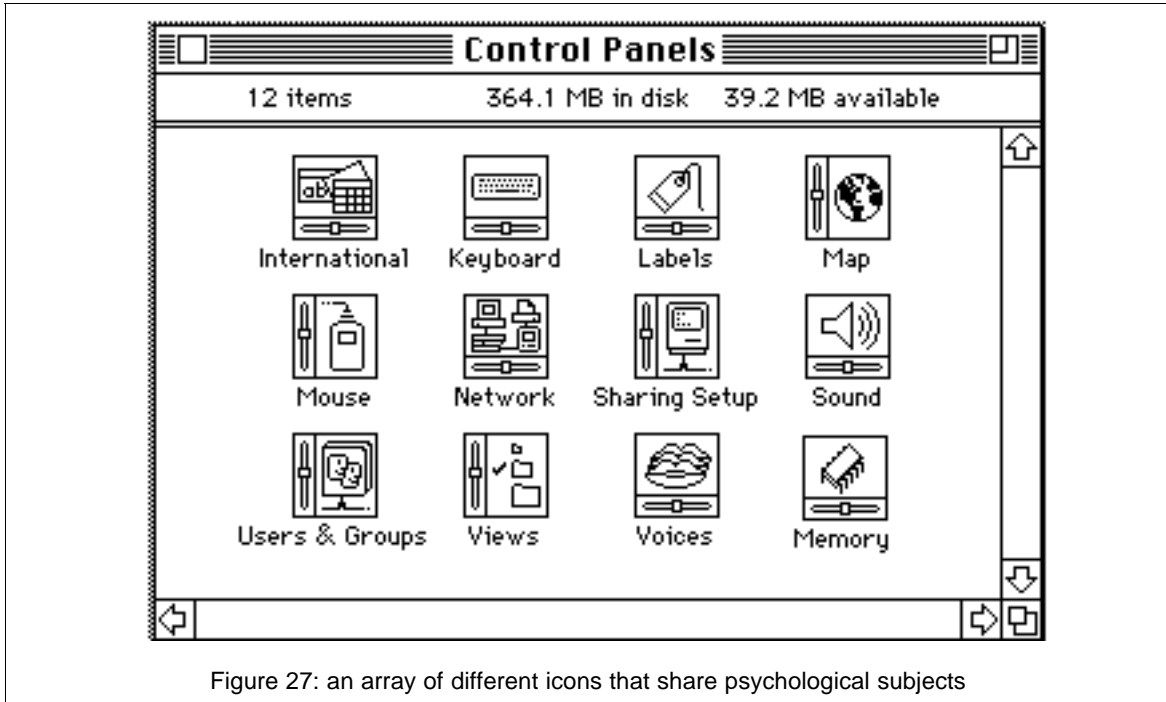 Control Panels
12 items 364.1 MB in disk 39.2 MB available
ab
International Keyboard Labels Map
Mouse Network Sharing Setup Sound
Users & Groups Views Voices Memory
Figure 27: an array of different icons that share psychological subjects